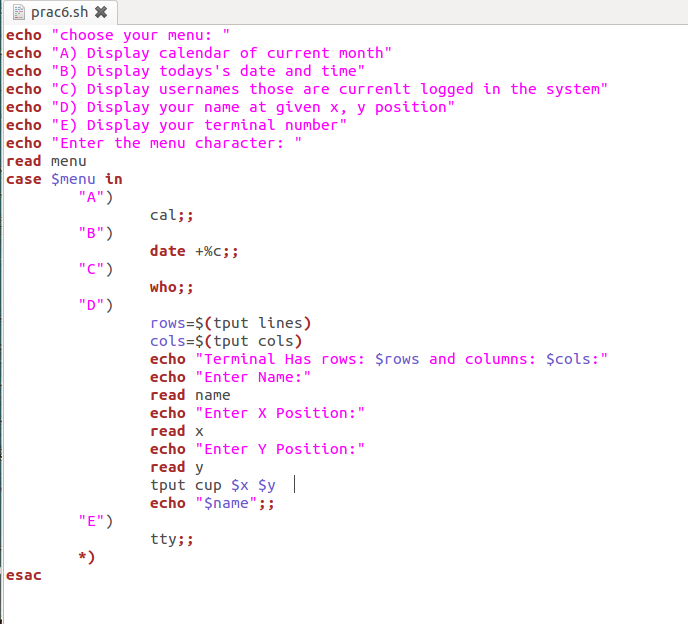 prac6.sh ✖
echo "choose your menu: "
echo "A) Display calendar of current month"
echo "B) Display todays's date and time"
echo "C) Display usernames those are currenlt logged in the system"
echo "D) Display your name at given x, y position"
echo "E) Display your terminal number"
echo "Enter the menu character: "
read menu
case $menu in
        "A")
                cal;;
        "B")
                date +%c;;
        "C")
                who;;
        "D")
                rows=$(tput lines)
                cols=$(tput cols)
                echo "Terminal Has rows: $rows and columns: $cols:"
                echo "Enter Name:"
                read name
                echo "Enter X Position:"
                read x
                echo "Enter Y Position:"
                read y
                tput cup $x $y
                echo "$name";;
        "E")
                tty;;
        *)
esac